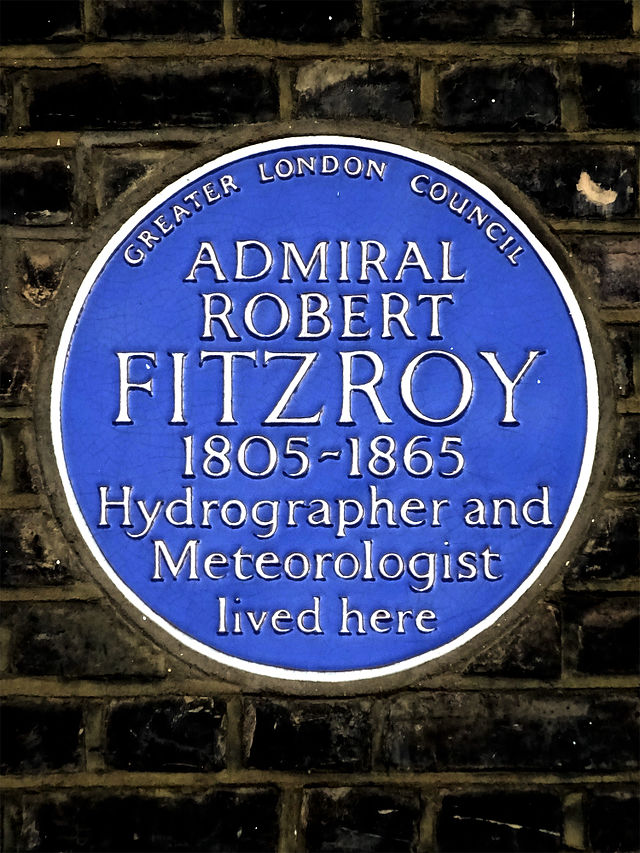 GREATER LONDON COUNCIL
ADMIRAL
ROBERT
FITZROY
1805~1865
Hydrographer and
Meteorologist
lived here